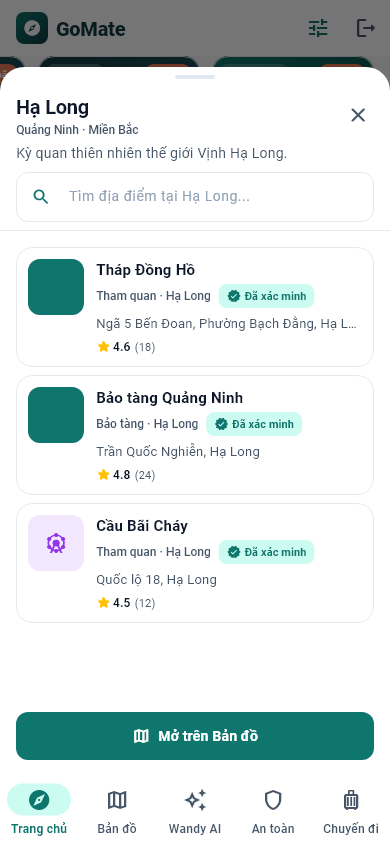 GoMate
Hạ Long
Quảng Ninh · Miền Bắc
Kỳ quan thiên nhiên thế giới Vịnh Hạ Long.
Tìm địa điểm tại Hạ Long...
Tháp Đồng Hồ
Tham quan · Hạ Long Đã xác minh
Ngã 5 Bến Đoan, Phường Bạch Đằng, Hạ L...
4.6 (18)
Bảo tàng Quảng Ninh
Bảo tàng · Hạ Long Đã xác minh
Trần Quốc Nghiễn, Hạ Long
4.8 (24)
Cầu Bãi Cháy
Tham quan · Hạ Long Đã xác minh
Quốc lộ 18, Hạ Long
4.5 (12)
Mở trên Bản đồ
Trang chủ Bản đồ Wandy AI An toàn Chuyến đi